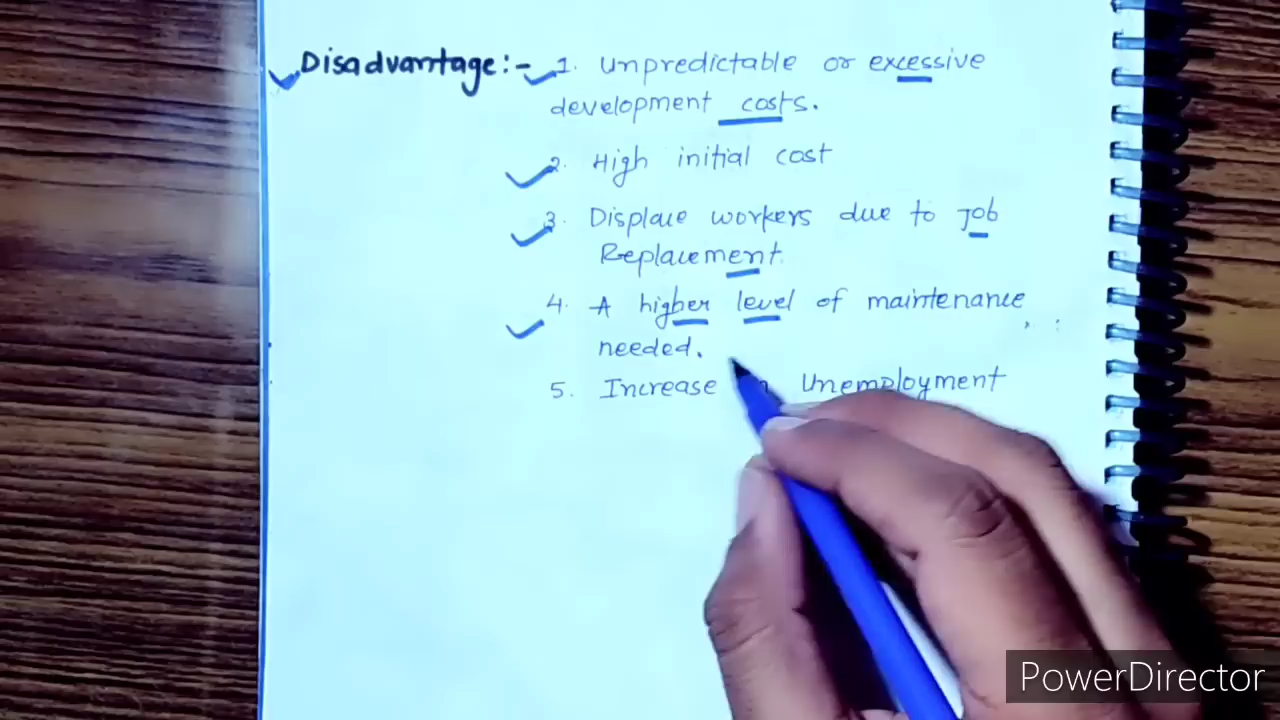 Disadvantage:- 1. Unpredictable or excessive
development costs.
2. High initial cost
3. Displace workers due to Job
Replacement
4. A higher level of maintenance
needed.
5. Increase Unemployment
PowerDirector